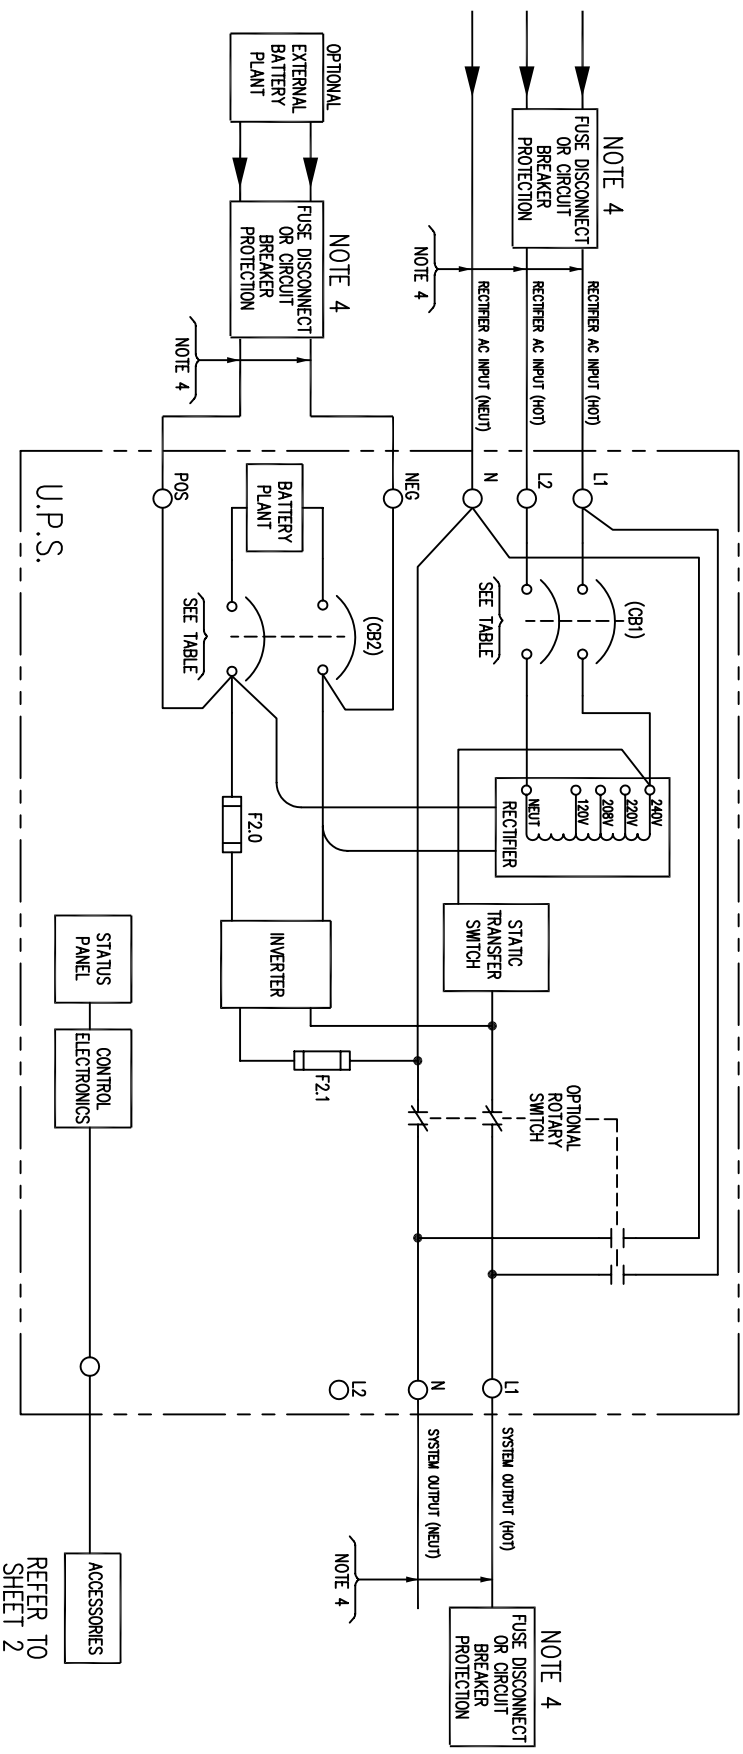 NOTE 4
FUSE DISCONNECT
OR CIRCUIT
BREAKER
PROTECTION
NOTE 4
RECTIFIER AC INPUT (HOT)
RECTIFIER AC INPUT (HOT)
RECTIFIER AC INPUT (NEUT)
OPTIONAL
EXTERNAL
BATTERY
PLANT
NOTE 4
FUSE DISCONNECT
OR CIRCUIT
BREAKER
PROTECTION
NOTE 4
L1
L2
N
NEG
POS
BATTERY
PLANT
U.P.S.
(CB1)
SEE TABLE
(CB2)
SEE TABLE
240V
220V
208V
120V
NEUT
RECTIFIER
F2.0
STATIC
TRANSFER
SWITCH
INVERTER
F2.1
STATUS
PANEL
CONTROL
ELECTRONICS
OPTIONAL
ROTARY
SWITCH
L1
N
L2
SYSTEM OUTPUT (HOT)
SYSTEM OUTPUT (NEUT)
NOTE 4
NOTE 4
FUSE DISCONNECT
OR CIRCUIT
BREAKER
PROTECTION
ACCESSORIES
REFER TO
SHEET 2